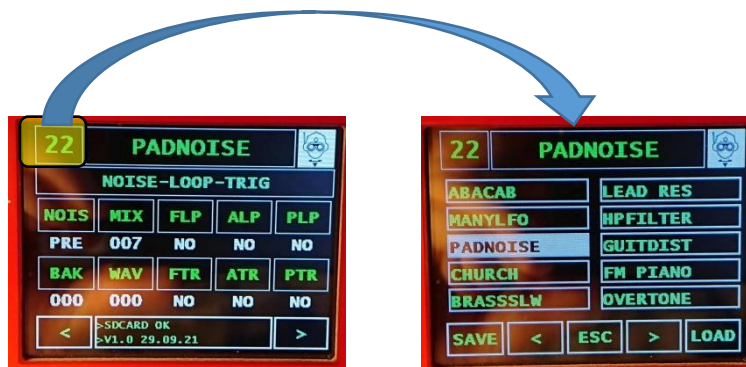 22 PADNOISE
NOISE-LOOP-TRIG
NOIS MIX FLP ALP PLP
PRE 007 NO NO NO
BAK WAV FTR ATR PTR
000 000 NO NO NO
< >SDCARD OK >
>V1.0 29.09.21
22 PADNOISE
ABACAB LEAD RES
MANYLFO HPFILTER
PADNOISE GUITDIST
CHURCH FM PIANO
BRASSSLW OVERTONE
SAVE < ESC > LOAD